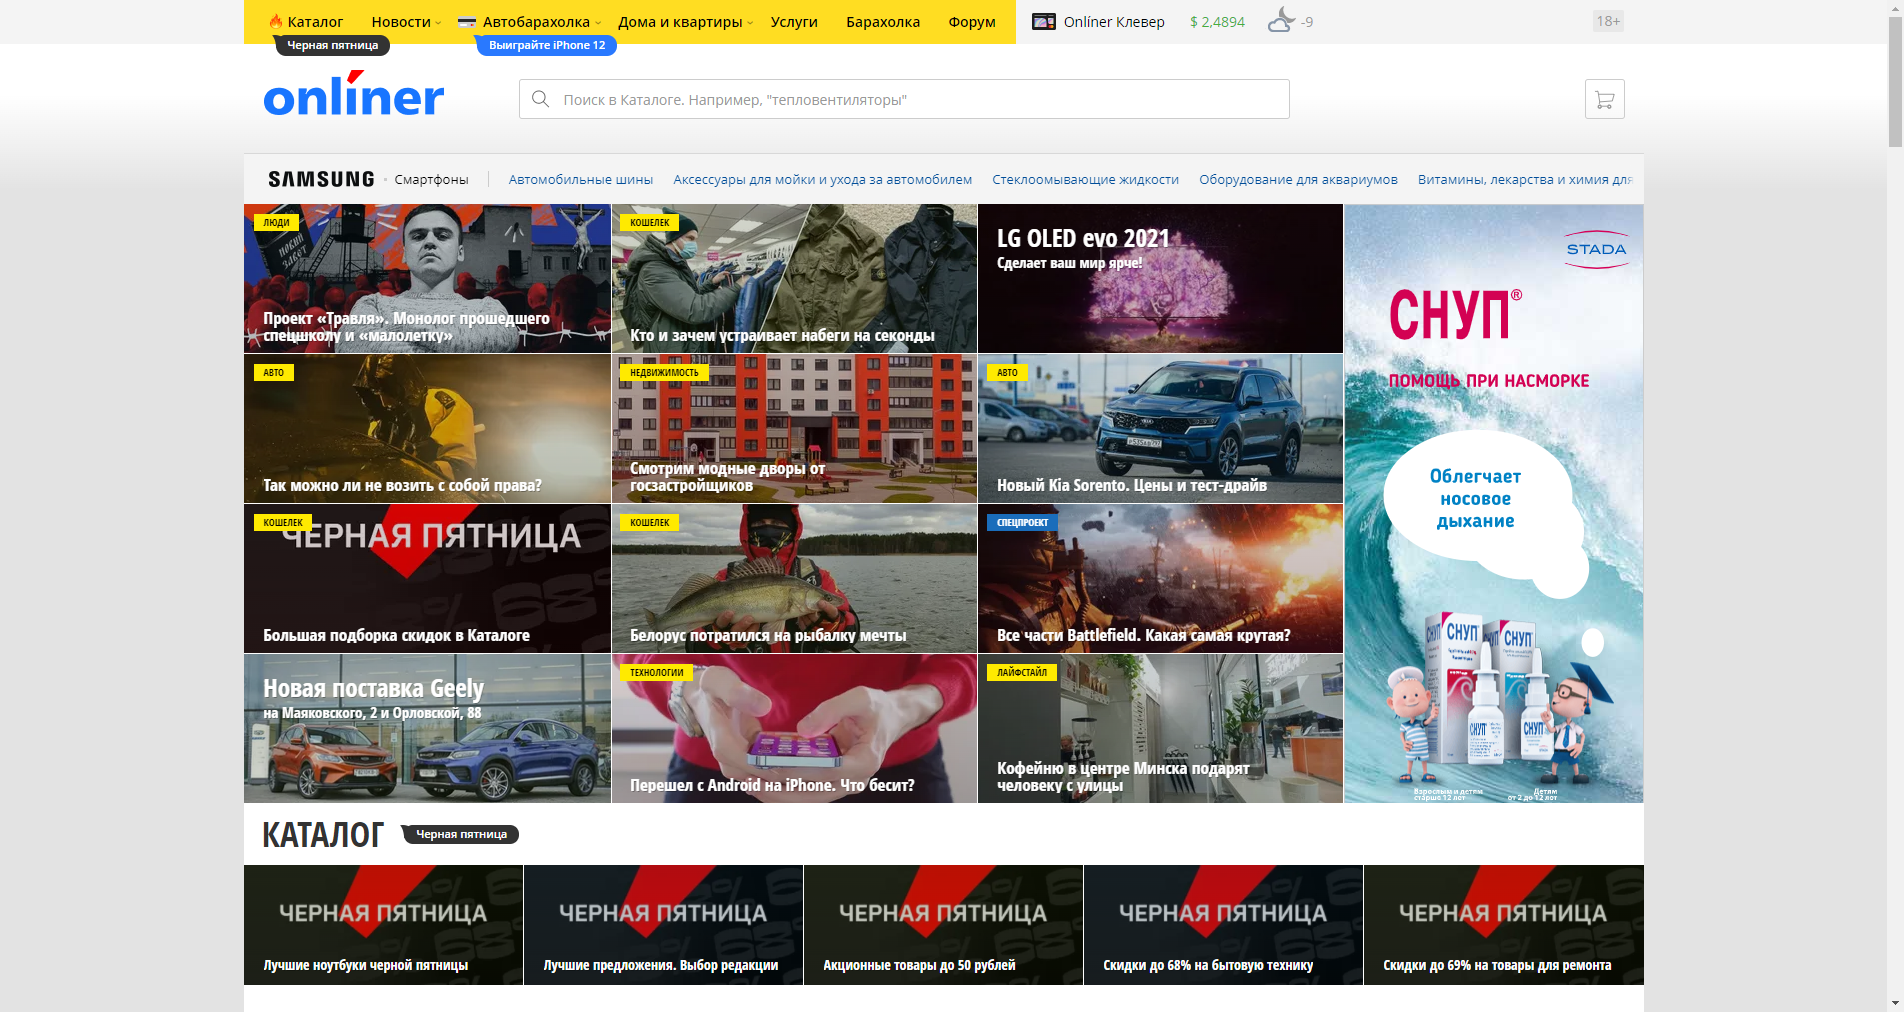 Каталог
Новости
Автобарахолка
Дома и квартиры
Услуги
Барахолка
Форум
Onlíner Клевер
$ 2,4894
-9
18+
Черная пятница
Выиграйте iPhone 12
onlíner
Поиск в Каталоге. Например, "тепловентиляторы"
SAMSUNG
Смартфоны
Автомобильные шины
Аксессуары для мойки и ухода за автомобилем
Стеклоомывающие жидкости
Оборудование для аквариумов
Витамины, лекарства и химия для
ЛЮДИ
Проект «Травля». Монолог прошедшего
спецшколу и «малолетку»
КОШЕЛЕК
Кто и зачем устраивает набеги на секонды
LG OLED evo 2021
Сделает ваш мир ярче!
АВТО
Так можно ли не возить с собой права?
НЕДВИЖИМОСТЬ
Смотрим модные дворы от
госзастройщиков
АВТО
Новый Kia Sorento. Цены и тест-драйв
КОШЕЛЕК
ЧЕРНАЯ ПЯТНИЦА
Большая подборка скидок в Каталоге
КОШЕЛЕК
Белорус потратился на рыбалку мечты
СПЕЦПРОЕКТ
Все части Battlefield. Какая самая крутая?
Новая поставка Geely
на Маяковского, 2 и Орловской, 88
ТЕХНОЛОГИИ
Перешел с Android на iPhone. Что бесит?
ЛАЙФСТАЙЛ
Кофейню в центре Минска подарят
человеку с улицы
STADA
СНУП®
ПОМОЩЬ ПРИ НАСМОРКЕ
Облегчает
носовое
дыхание
СНУП
СНУП
СНУП
СНУП
СНУП
Взрослым и детям
старше 12 лет
Детям
от 2 до 12 лет
КАТАЛОГ
Черная пятница
ЧЕРНАЯ ПЯТНИЦА
Лучшие ноутбуки черной пятницы
ЧЕРНАЯ ПЯТНИЦА
Лучшие предложения. Выбор редакции
ЧЕРНАЯ ПЯТНИЦА
Акционные товары до 50 рублей
ЧЕРНАЯ ПЯТНИЦА
Скидки до 68% на бытовую технику
ЧЕРНАЯ ПЯТНИЦА
Скидки до 69% на товары для ремонта